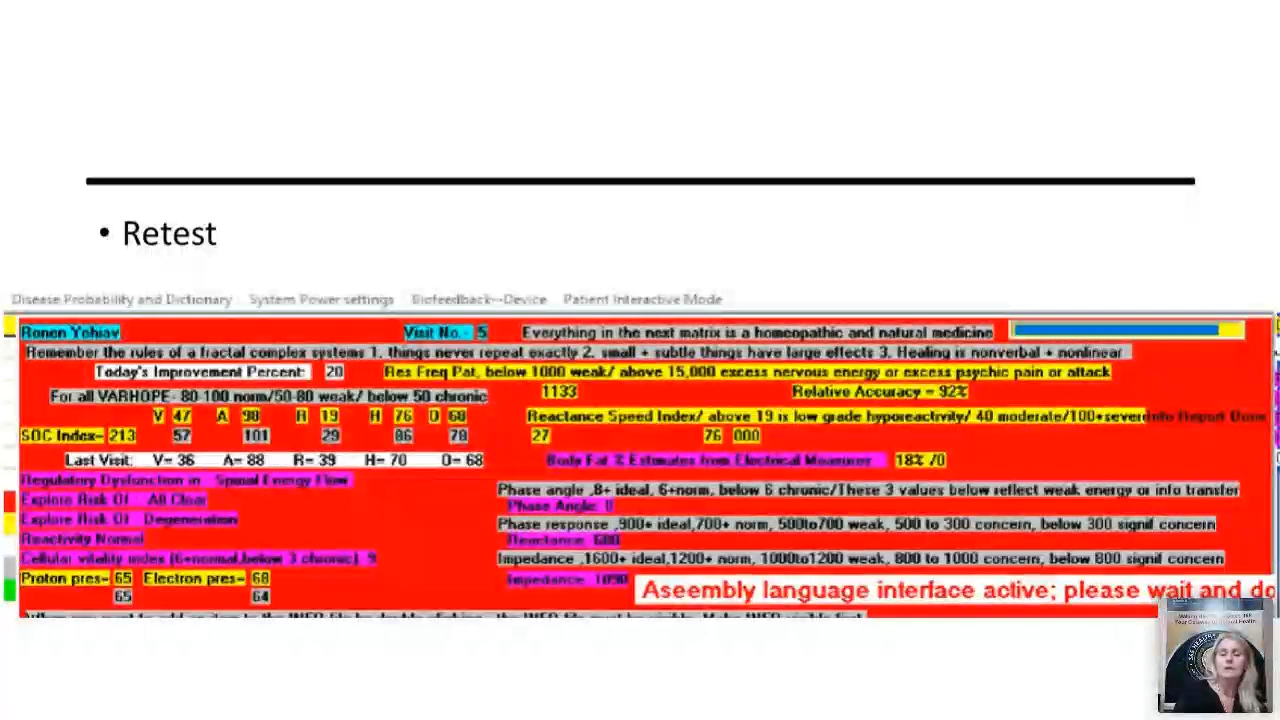 • Retest
Disease Probability and Dictionary System Power settings Biofeedback--Device Patient Interactive Mode
Ronen Yohiav Visit No.- 5 Everything in the next matrix is a homeopathic and natural medicine
Remember the rules of a fractal complex systems 1. things never repeat exactly 2. small + subtle things have large effects 3. Healing is nonverbal + nonlinear
Today's Improvement Percent: 20 Res Freq Pat, below 1000 weak/ above 15,000 excess nervous energy or excess psychic pain or attack
For all VARHOPE- 80-100 norm/50-80 weak/ below 50 chronic 1133 Relative Accuracy = 92%
V 47 A 98 R 19 H 76 O 68 Reactance Speed Index/ above 19 is low grade hyporeactivity/ 40 moderate/100+severe Info Report Done
SOC Index= 213 57 101 29 86 78 27 76 000
Last Visit: V= 36 A= 88 R= 39 H= 70 O= 68 Body Fat % Estimates from Electrical Measures 18% /0
Regulatory Dysfunction in Spinal Energy Flow
Phase angle ,8+ ideal, 6+norm, below 6 chronic/These 3 values below reflect weak energy or info transfer
Explore Risk Of All Clear Phase Angle: 0
Explore Risk Of Degeneration Phase response ,900+ ideal,700+ norm, 500to700 weak, 500 to 300 concern, below 300 signif concern
Reactivity Normal Reactance: 600
Cellular vitality index (6+normal,below 3 chronic) 9 Impedance ,1600+ ideal,1200+ norm, 1000to1200 weak, 800 to 1000 concern, below 800 signif concern
Proton pres= 65 Electron pres= 68 Impedance 1090
65 64 Aseembly language interface active; please wait and do